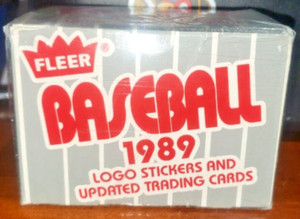 FLEER®
BASEBALL
1989
LOGO STICKERS AND
UPDATED TRADING CARDS